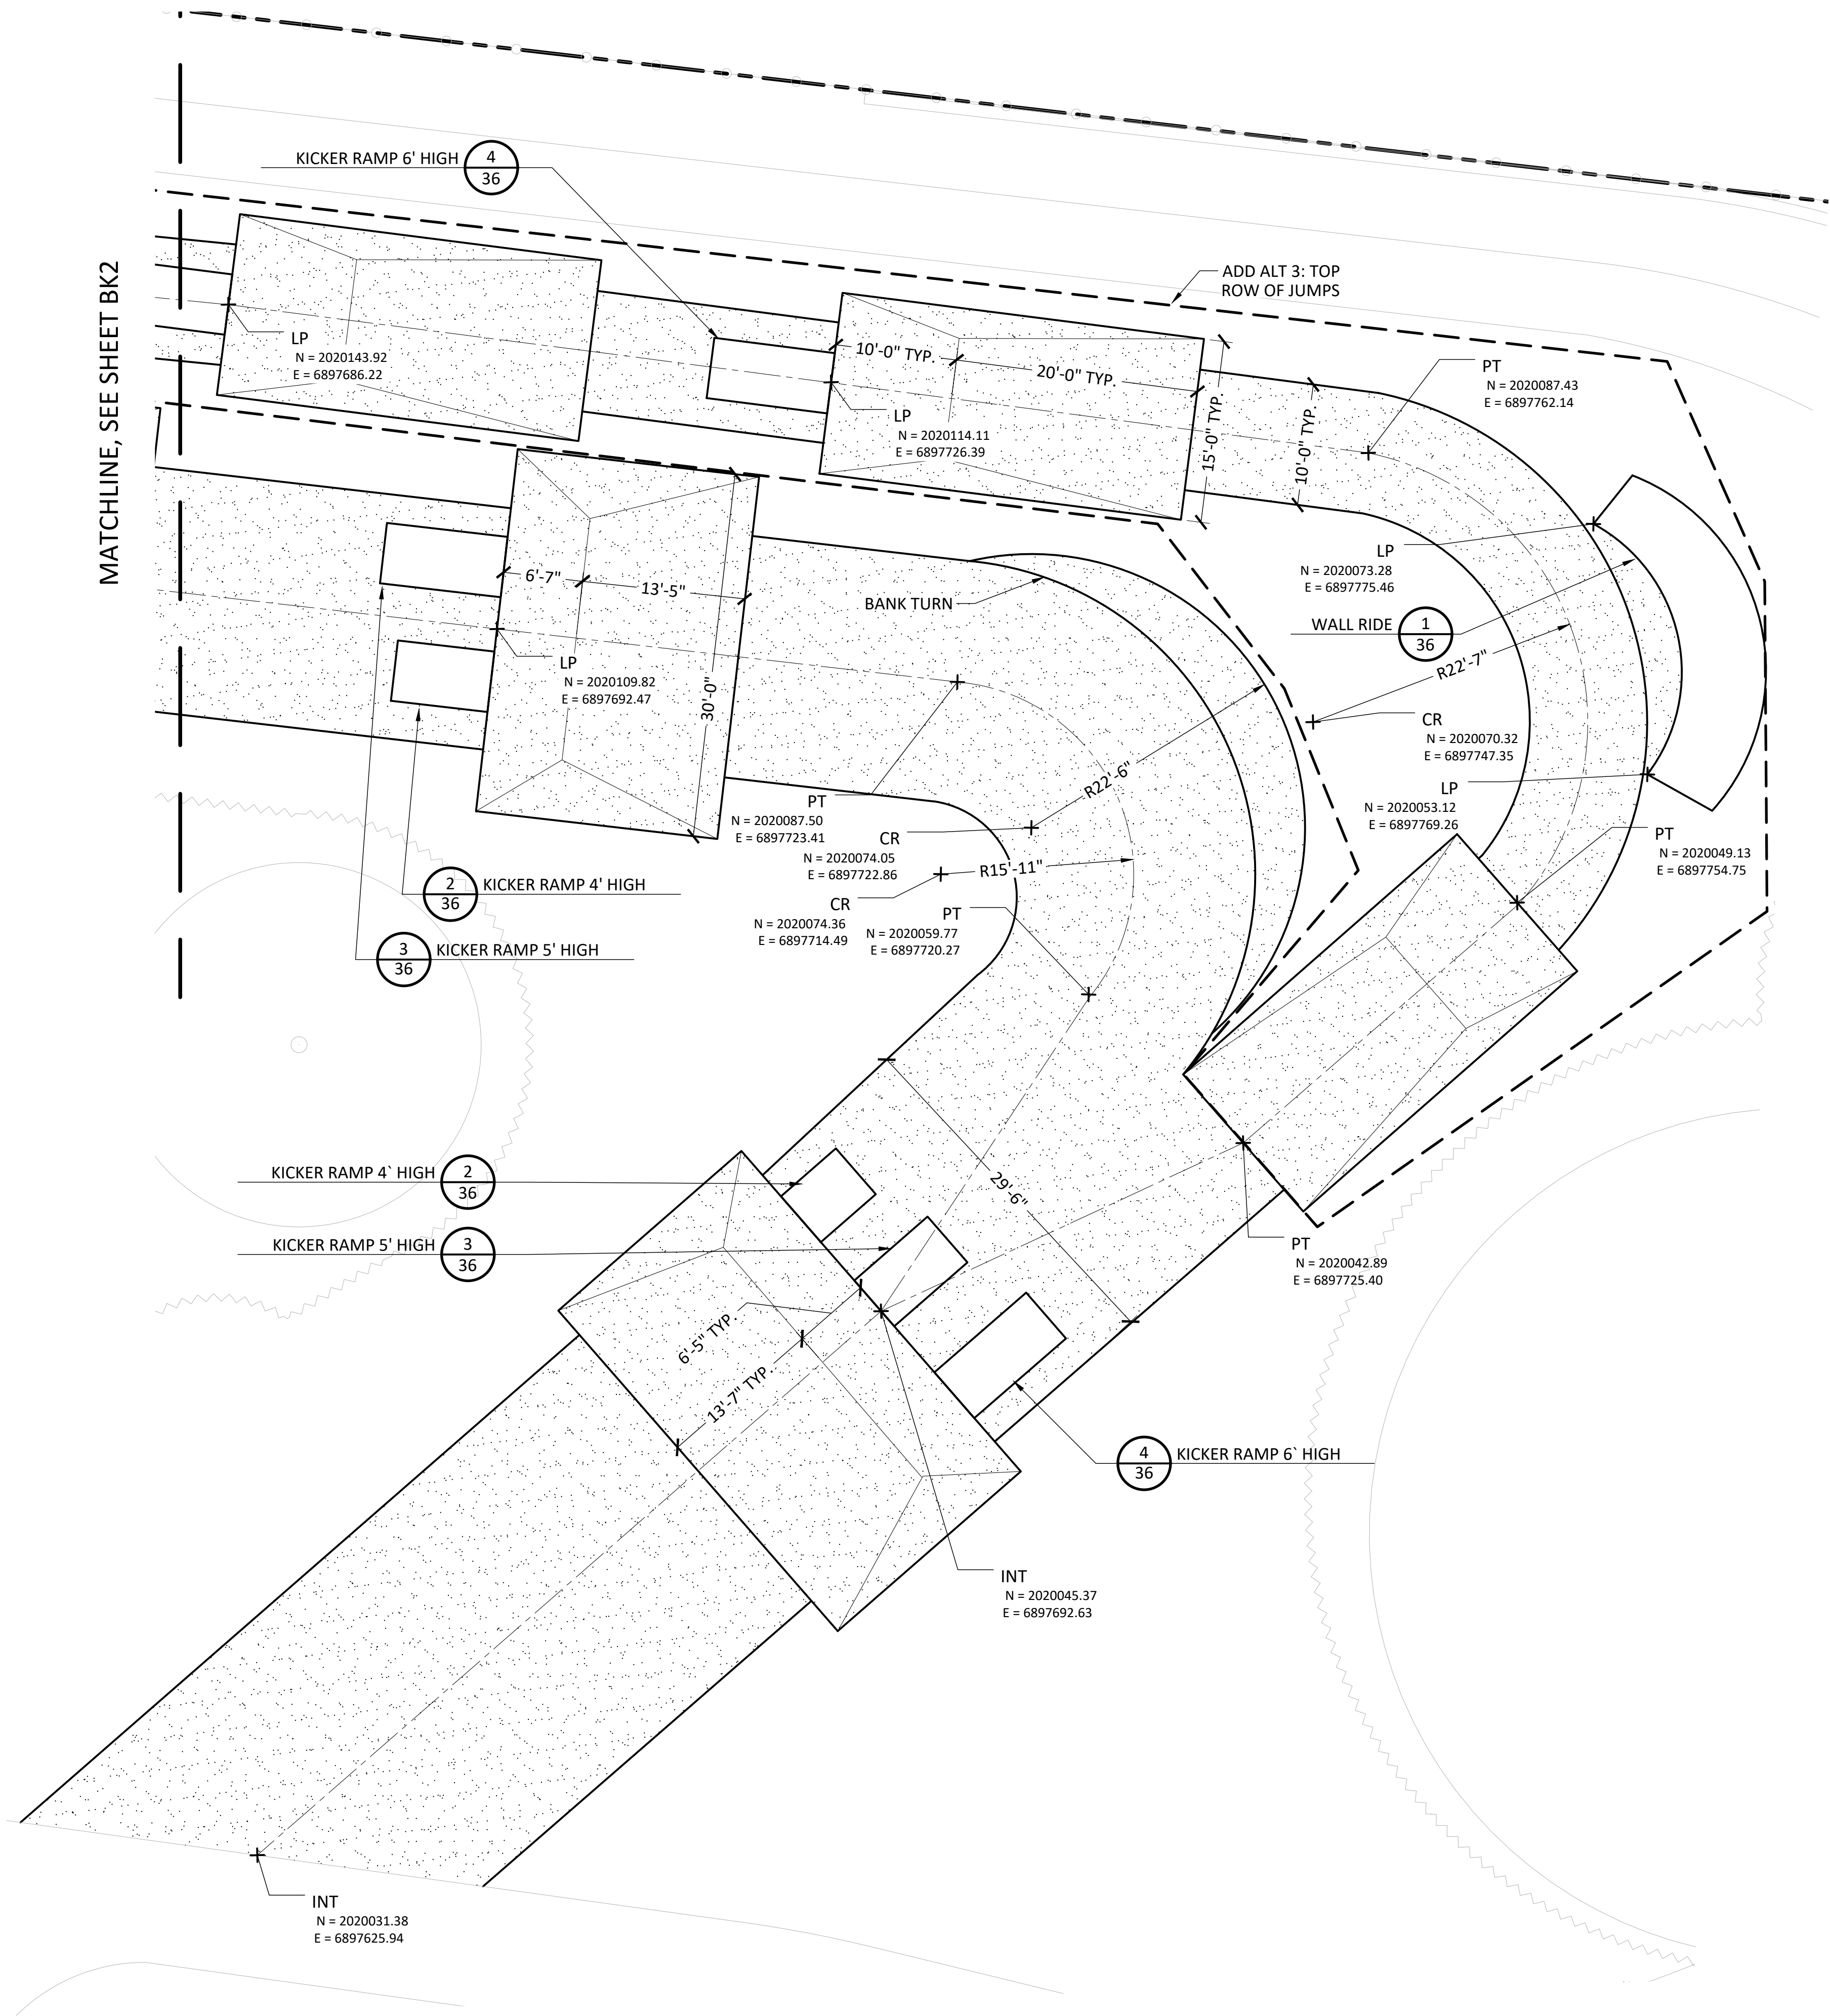 KICKER RAMP 6' HIGH
4
36
MATCHLINE, SEE SHEET BK2
ADD ALT 3: TOP
ROW OF JUMPS
LP
N = 2020143.92
E = 6897686.22
10'-0" TYP.
20'-0" TYP.
15'-0" TYP.
10'-0" TYP.
PT
N = 2020087.43
E = 6897762.14
LP
N = 2020114.11
E = 6897726.39
LP
N = 2020073.28
E = 6897775.46
6'-7"
13'-5"
BANK TURN
WALL RIDE
1
36
R22'-7"
LP
N = 2020109.82
E = 6897692.47
30'-0"
CR
N = 2020070.32
E = 6897747.35
R22'-6"
LP
N = 2020053.12
E = 6897769.26
PT
N = 2020087.50
E = 6897723.41
CR
N = 2020074.05
E = 6897722.86
PT
N = 2020049.13
E = 6897754.75
R15'-11"
2
36
KICKER RAMP 4' HIGH
CR
N = 2020074.36
E = 6897714.49
PT
N = 2020059.77
E = 6897720.27
3
36
KICKER RAMP 5' HIGH
KICKER RAMP 4` HIGH
2
36
29'-6"
KICKER RAMP 5' HIGH
3
36
PT
N = 2020042.89
E = 6897725.40
6'-5" TYP.
13'-7" TYP.
4
36
KICKER RAMP 6` HIGH
INT
N = 2020045.37
E = 6897692.63
INT
N = 2020031.38
E = 6897625.94